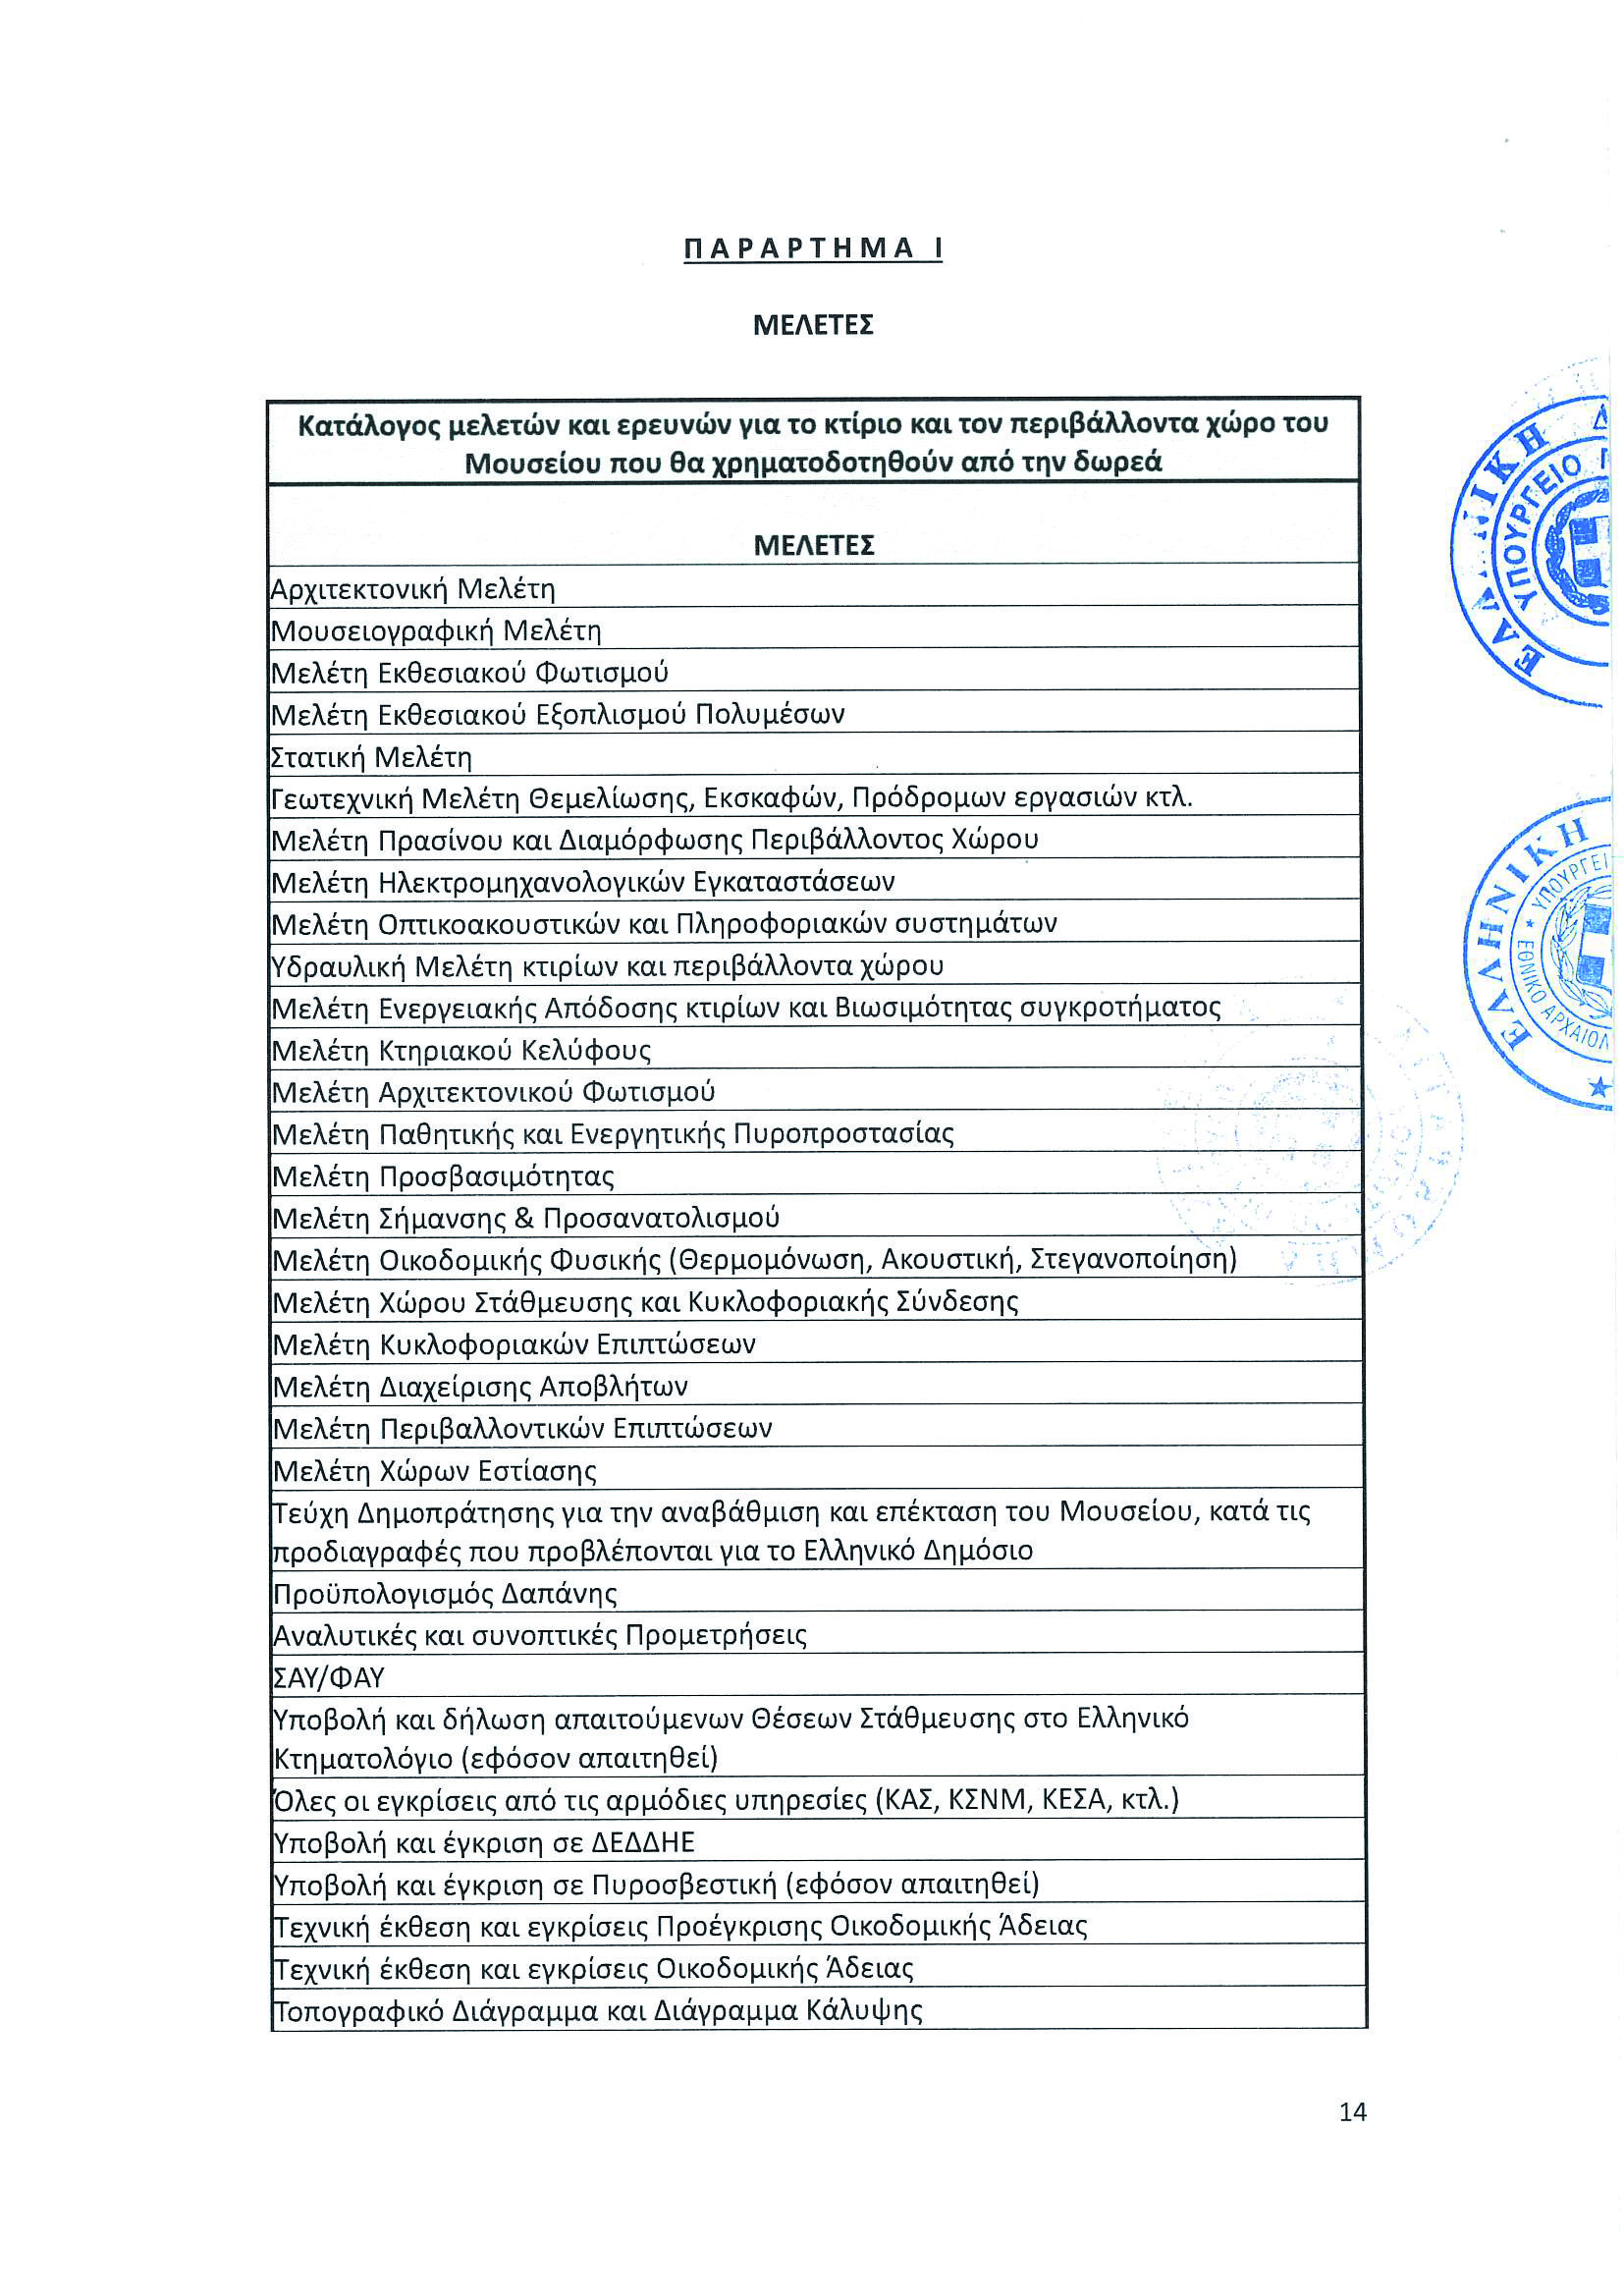 ΠΑΡΑΡΤΗΜΑ Ι
ΜΕΛΕΤΕΣ
Κατάλογος μελετών και ερευνών για το κτίριο και τον περιβάλλοντα χώρο του
Μουσείου που θα χρηματοδοτηθούν από την δωρεά
ΜΕΛΕΤΕΣ
Αρχιτεκτονική Μελέτη
Μουσειογραφική Μελέτη
Μελέτη Εκθεσιακού Φωτισμού
Μελέτη Εκθεσιακού Εξοπλισμού Πολυμέσων
Στατική Μελέτη
Γεωτεχνική Μελέτη Θεμελίωσης, Εκσκαφών, Πρόδρομων εργασιών κτλ.
Μελέτη Πρασίνου και Διαμόρφωσης Περιβάλλοντος Χώρου
Μελέτη Ηλεκτρομηχανολογικών Εγκαταστάσεων
Μελέτη Οπτικοακουστικών και Πληροφοριακών συστημάτων
Υδραυλική Μελέτη κτιρίων και περιβάλλοντα χώρου
Μελέτη Ενεργειακής Απόδοσης κτιρίων και Βιωσιμότητας συγκροτήματος
Μελέτη Κτηριακού Κελύφους
Μελέτη Αρχιτεκτονικού Φωτισμού
Μελέτη Παθητικής και Ενεργητικής Πυροπροστασίας
Μελέτη Προσβασιμότητας
Μελέτη Σήμανσης & Προσανατολισμού
Μελέτη Οικοδομικής Φυσικής (Θερμομόνωση, Ακουστική, Στεγανοποίηση)
Μελέτη Χώρου Στάθμευσης και Κυκλοφοριακής Σύνδεσης
Μελέτη Κυκλοφοριακών Επιπτώσεων
Μελέτη Διαχείρισης Αποβλήτων
Μελέτη Περιβαλλοντικών Επιπτώσεων
Μελέτη Χώρων Εστίασης
Τεύχη Δημοπράτησης για την αναβάθμιση και επέκταση του Μουσείου, κατά τις
προδιαγραφές που προβλέπονται για το Ελληνικό Δημόσιο
Προϋπολογισμός Δαπάνης
Αναλυτικές και συνοπτικές Προμετρήσεις
ΣΑΥ/ΦΑΥ
Υποβολή και δήλωση απαιτούμενων Θέσεων Στάθμευσης στο Ελληνικό
Κτηματολόγιο (εφόσον απαιτηθεί)
Όλες οι εγκρίσεις από τις αρμόδιες υπηρεσίες (ΚΑΣ, ΚΣΝΜ, ΚΕΣΑ, κτλ.)
Υποβολή και έγκριση σε ΔΕΔΔΗΕ
Υποβολή και έγκριση σε Πυροσβεστική (εφόσον απαιτηθεί)
Τεχνική έκθεση και εγκρίσεις Προέγκρισης Οικοδομικής Άδειας
Τεχνική έκθεση και εγκρίσεις Οικοδομικής Άδειας
Τοπογραφικό Διάγραμμα και Διάγραμμα Κάλυψης
ΥΠΟΥΡΓΕΙΟ
ΕΛΛΗΝΙΚΗ
ΕΘΝΙΚΟ
14